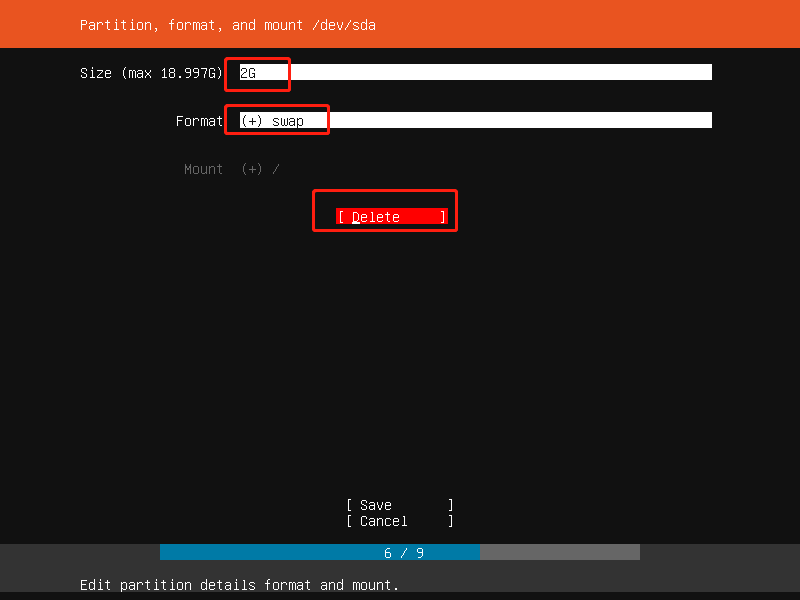 Partition, format, and mount /dev/sda
Size (max 18.997G) 2G
Format (+) swap
Mount (+) /
[ Delete ]
[ Save ]
[ Cancel ]
6 / 9
Edit partition details format and mount.